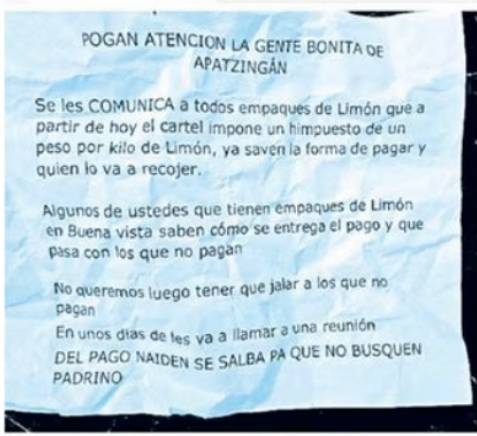 POGAN ATENCION LA GENTE BONITA DE
APATZINGÁN
Se les COMUNICA a todos empaques de Limón que a
partir de hoy el cartel impone un himpuesto de un
peso por kilo de Limón, ya saven la forma de pagar y
quien lo va a recojer.
Algunos de ustedes que tienen empaques de Limón
en Buena vista saben cómo se entrega el pago y que
pasa con los que no pagan
No queremos luego tener que jalar a los que no
pagan
En unos dias de les va a llamar a una reunión
DEL PAGO NAIDEN SE SALBA PA QUE NO BUSQUEN
PADRINO